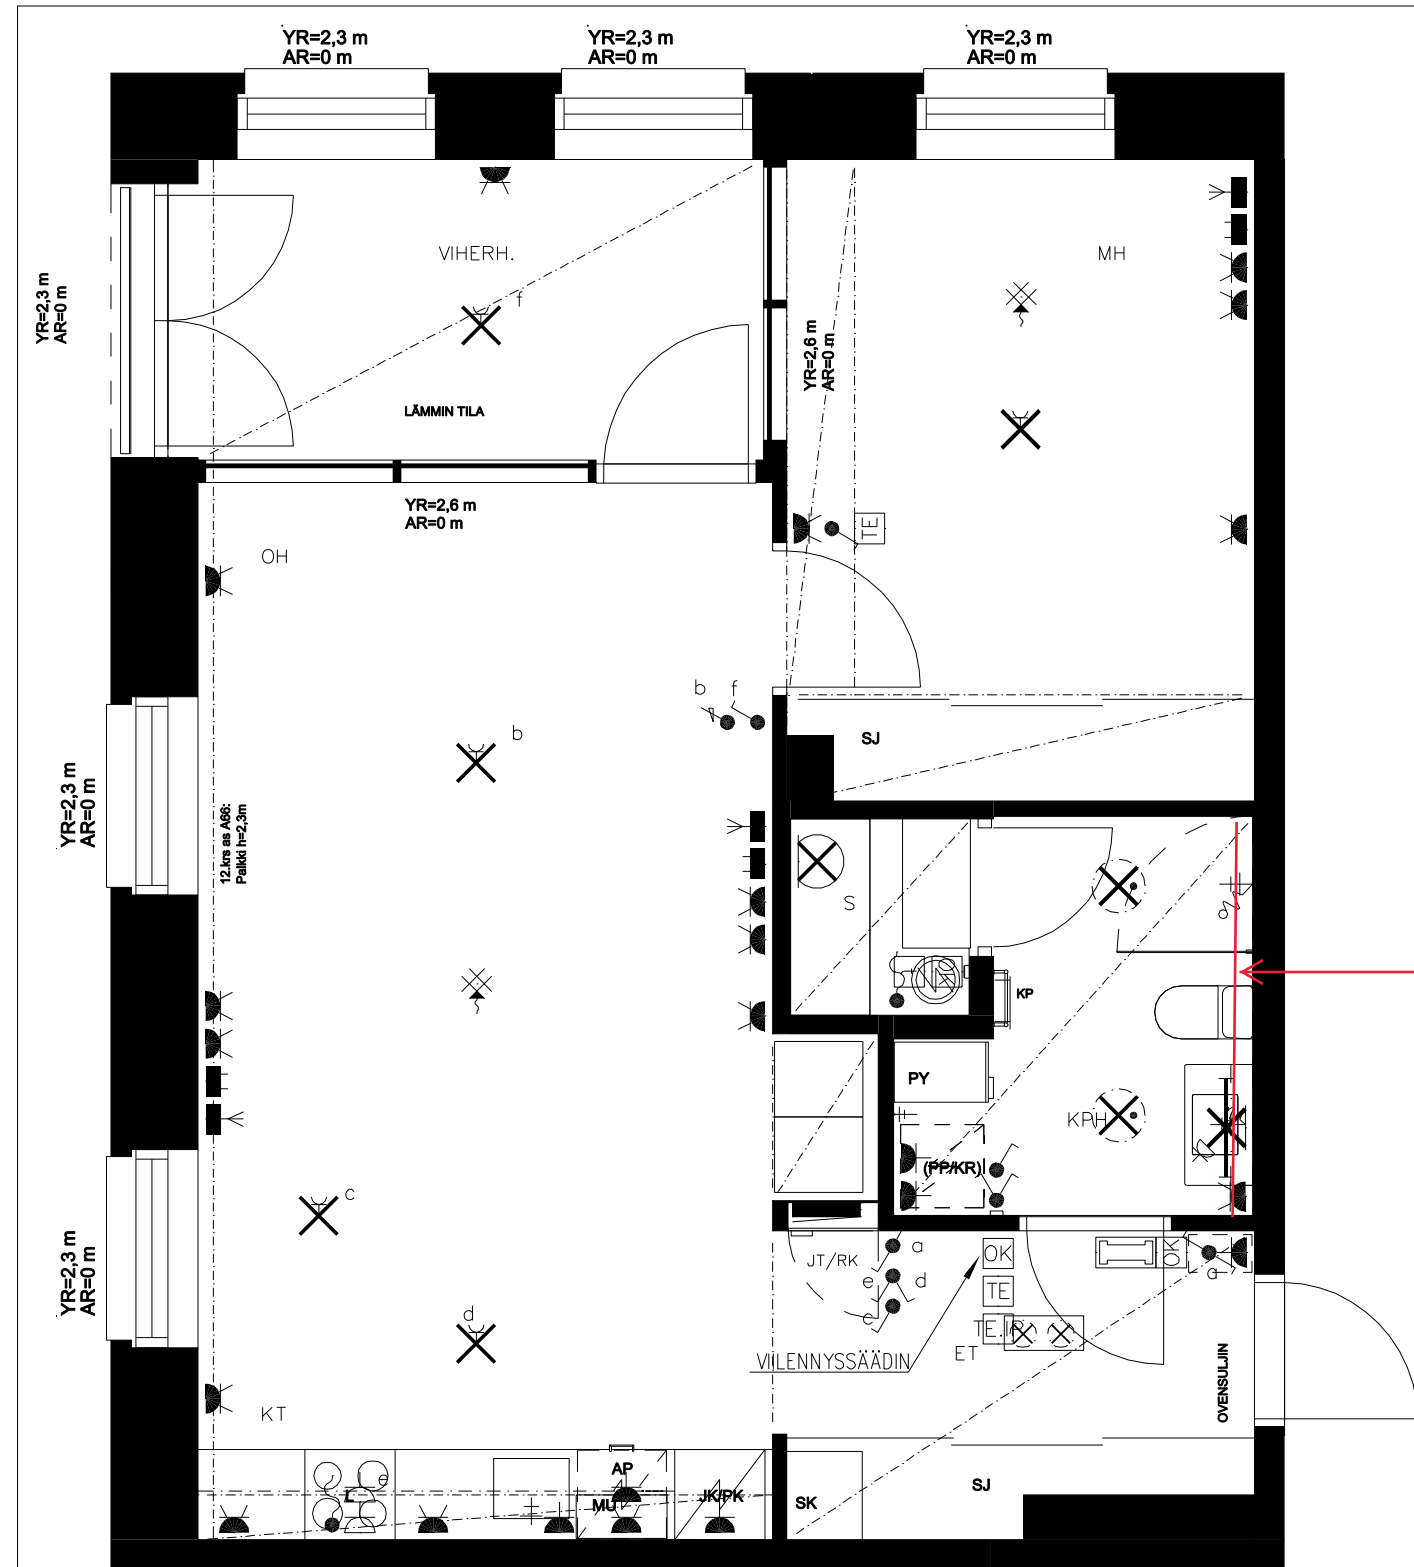 YR=2,3 m
AR=0 m
YR=2,3 m
AR=0 m
YR=2,3 m
AR=0 m
VIHERH.
MH
f
YR=2,3 m
AR=0 m
YR=2,6 m
AR=0 m
LÄMMIN TILA
YR=2,6 m
AR=0 m
TE
OH
b f
b
SJ
YR=2,3 m
AR=0 m
12.krs as A66:
Palkki h=2,3m
S
KP
PY
KPH
(PP/KR)
c
YR=2,3 m
AR=0 m
JT/RK
a
e d
c
OK
TE
OK
a
ET
VIILENNYSSÄÄDIN
d
OVENSULJIN
KT
e
L
AP
MU
JK/PK
SK
SJ